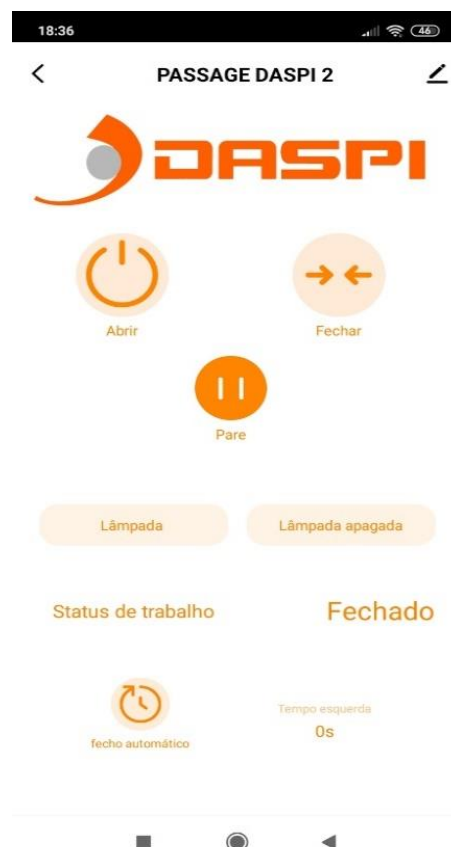 18:36
46
PASSAGE DASPI 2
DASPI
Abrir
Fechar
Pare
Lâmpada
Lâmpada apagada
Status de trabalho
Fechado
fecho automático
Tempo esquerda
0s